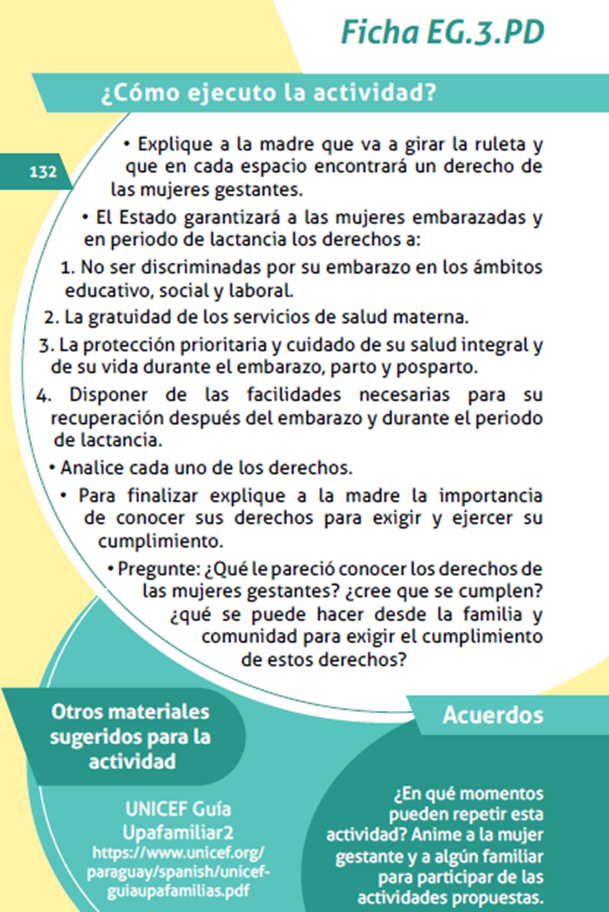 Ficha EG.3.PD
¿Cómo ejecuto la actividad?
132
• Explique a la madre que va a girar la ruleta y
que en cada espacio encontrará un derecho de
las mujeres gestantes.
• El Estado garantizará a las mujeres embarazadas y
en periodo de lactancia los derechos a:
1. No ser discriminadas por su embarazo en los ámbitos
educativo, social y laboral.
2. La gratuidad de los servicios de salud materna.
3. La protección prioritaria y cuidado de su salud integral y
de su vida durante el embarazo, parto y posparto.
4. Disponer de las facilidades necesarias para su
recuperación después del embarazo y durante el periodo
de lactancia.
• Analice cada uno de los derechos.
• Para finalizar explique a la madre la importancia
de conocer sus derechos para exigir y ejercer su
cumplimiento.
• Pregunte: ¿Qué le pareció conocer los derechos de
las mujeres gestantes? ¿cree que se cumplen?
¿qué se puede hacer desde la familia y
comunidad para exigir el cumplimiento
de estos derechos?
Otros materiales
sugeridos para la
actividad
UNICEF Guía
Upafamiliar2
https://www.unicef.org/
paraguay/spanish/unicef-
guiaupafamilias.pdf
Acuerdos
¿En qué momentos
pueden repetir esta
actividad? Anime a la mujer
gestante y a algún familiar
para participar de las
actividades propuestas.